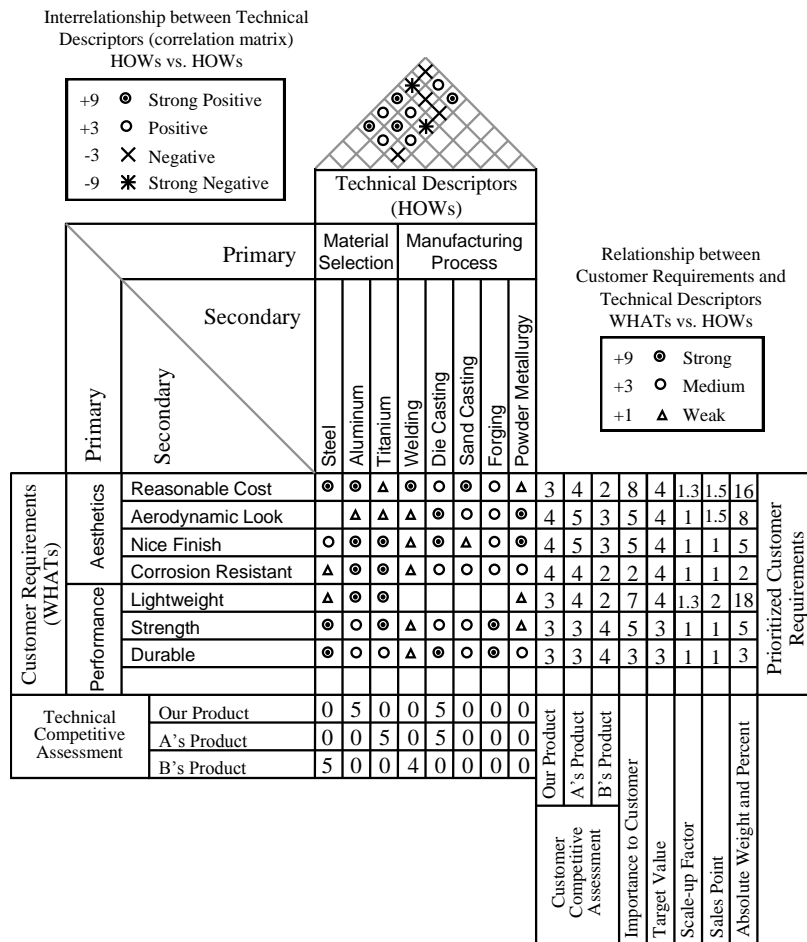 Interrelationship between Technical
Descriptors (correlation matrix)
HOWs vs. HOWs
+9 Strong Positive
+3 Positive
-3 Negative
-9 Strong Negative
Technical Descriptors
(HOWs)
Primary
Material
Selection
Manufacturing
Process
Relationship between
Customer Requirements and
Technical Descriptors
WHATs vs. HOWs
+9 Strong
+3 Medium
+1 Weak
Secondary
Primary
Secondary
Steel
Aluminum
Titanium
Welding
Die Casting
Sand Casting
Forging
Powder Metallurgy
Customer Requirements
(WHATs)
Aesthetics
Performance
Reasonable Cost 3 4 2 8 4 1.3 1.5 16
Aerodynamic Look 4 5 3 5 4 1 1.5 8
Nice Finish 4 5 3 5 4 1 1 5
Corrosion Resistant 4 4 2 2 4 1 1 2
Lightweight 3 4 2 7 4 1.3 2 18
Strength 3 3 4 5 3 1 1 5
Durable 3 3 4 3 3 1 1 3
Prioritized Customer
Requirements
Technical
Competitive
Assessment
Our Product 0 5 0 0 5 0 0 0
A's Product 0 0 5 0 5 0 0 0
B's Product 5 0 0 4 0 0 0 0
Our Product
A's Product
B's Product
Customer
Competitive
Assessment
Importance to Customer
Target Value
Scale-up Factor
Sales Point
Absolute Weight and Percent